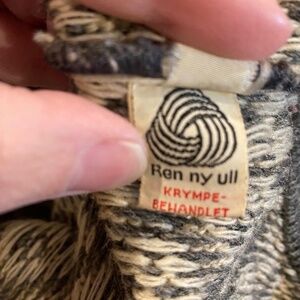 Ren ny ull
KRYMPE-
BEHANDLET